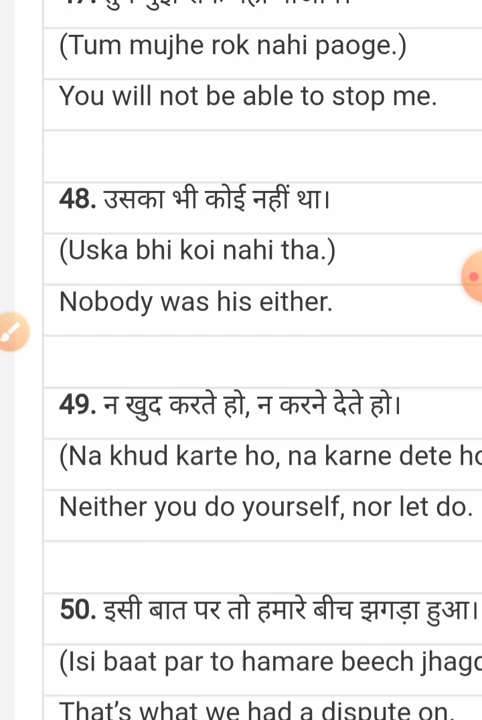 (Tum mujhe rok nahi paoge.)
You will not be able to stop me.
48. उसका भी कोई नहीं था।
(Uska bhi koi nahi tha.)
Nobody was his either.
49. न खुद करते हो, न करने देते हो।
(Na khud karte ho, na karne dete
Neither you do yourself, nor let do.
50. इसी बात पर तो हमारे बीच झगड़ा हुआ।
(Isi baat par to hamare beech
That's what we had a dispute on.